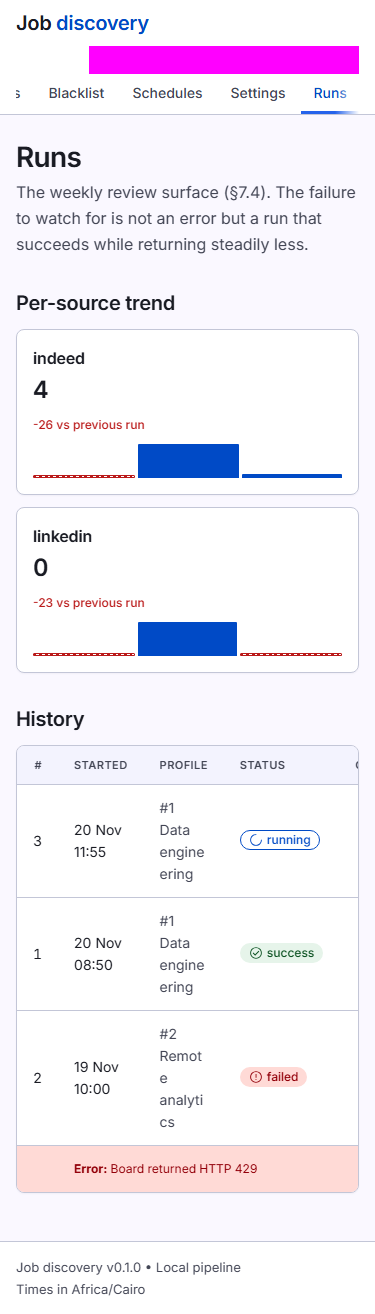 Job discovery
s Blacklist Schedules Settings Runs
Runs
The weekly review surface (§7.4). The failure
to watch for is not an error but a run that
succeeds while returning steadily less.
Per-source trend
indeed
4
-26 vs previous run
linkedin
0
-23 vs previous run
History
# STARTED PROFILE STATUS
3
20 Nov
11:55
#1
Data
engine
ering
running
1
20 Nov
08:50
#1
Data
engine
ering
success
2
19 Nov
10:00
#2
Remot
e
analyti
cs
failed
Error: Board returned HTTP 429
Job discovery v0.1.0 • Local pipeline
Times in Africa/Cairo